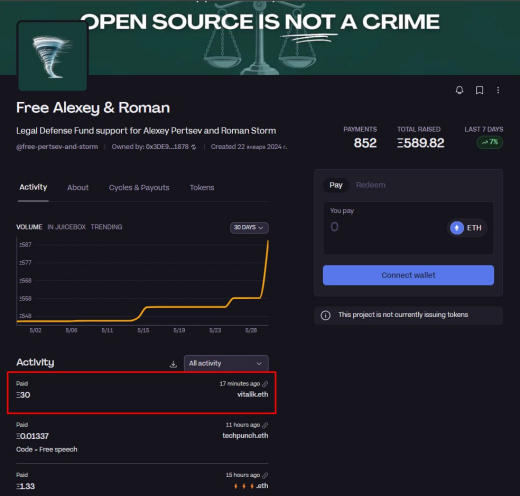 OPEN SOURCE IS NOT A CRIME
Free Alexey & Roman
Legal Defense Fund support for Alexey Pertsev and Roman Storm
@free-pertsev-and-storm | Owned by: 0x3DE9...1878 | Created 22 января 2024 г.
PAYMENTS TOTAL RAISED LAST 7 DAYS
852 Ξ589.82 7%
Activity About Cycles & Payouts Tokens
Pay Redeem
You pay
0 ETH
Connect wallet
This project is not currently issuing tokens
VOLUME IN JUICEBOX TRENDING 30 DAYS
Ξ587
Ξ577
Ξ568
Ξ558
Ξ548
5/02 5/06 5/11 5/15 5/19 5/23 5/28
Activity All activity
Paid 17 minutes ago
Ξ30 vitalik.eth
Paid 11 hours ago
Ξ0.01337 techpunch.eth
Code = Free speech
Paid 15 hours ago
Ξ1.33 .eth